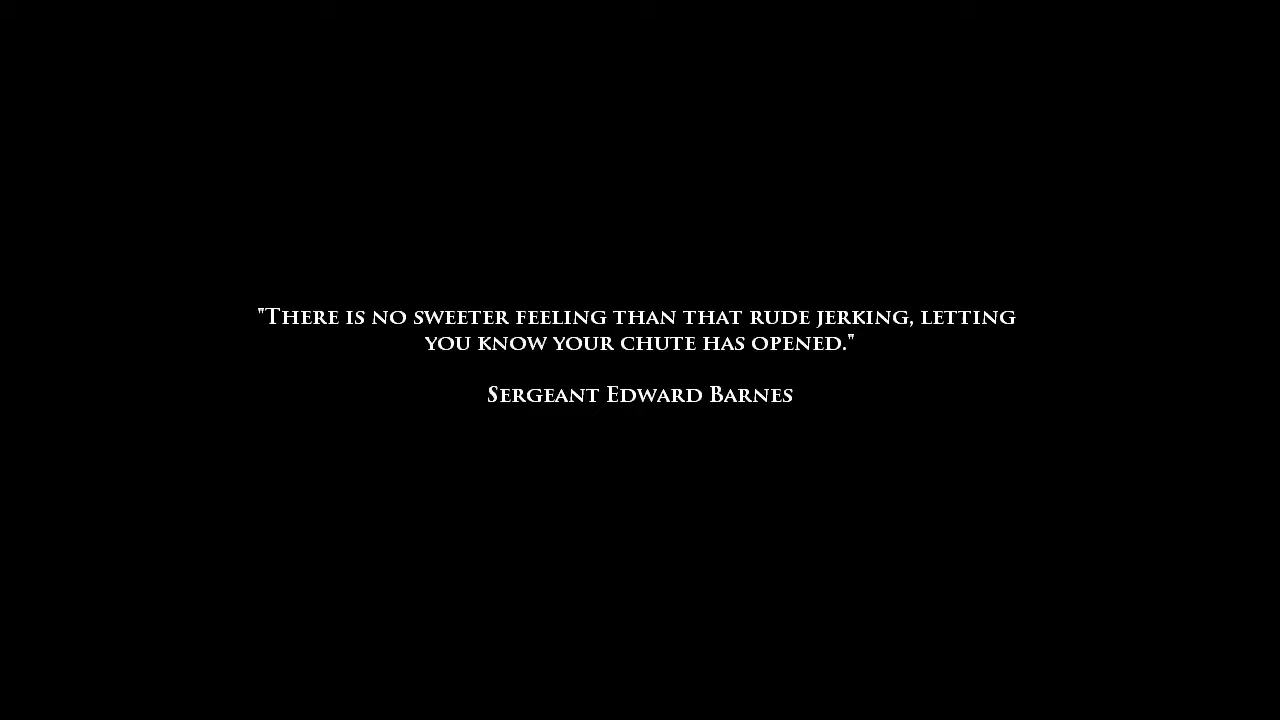 "There is no sweeter feeling than that rude jerking, letting
you know your chute has opened."
Sergeant Edward Barnes